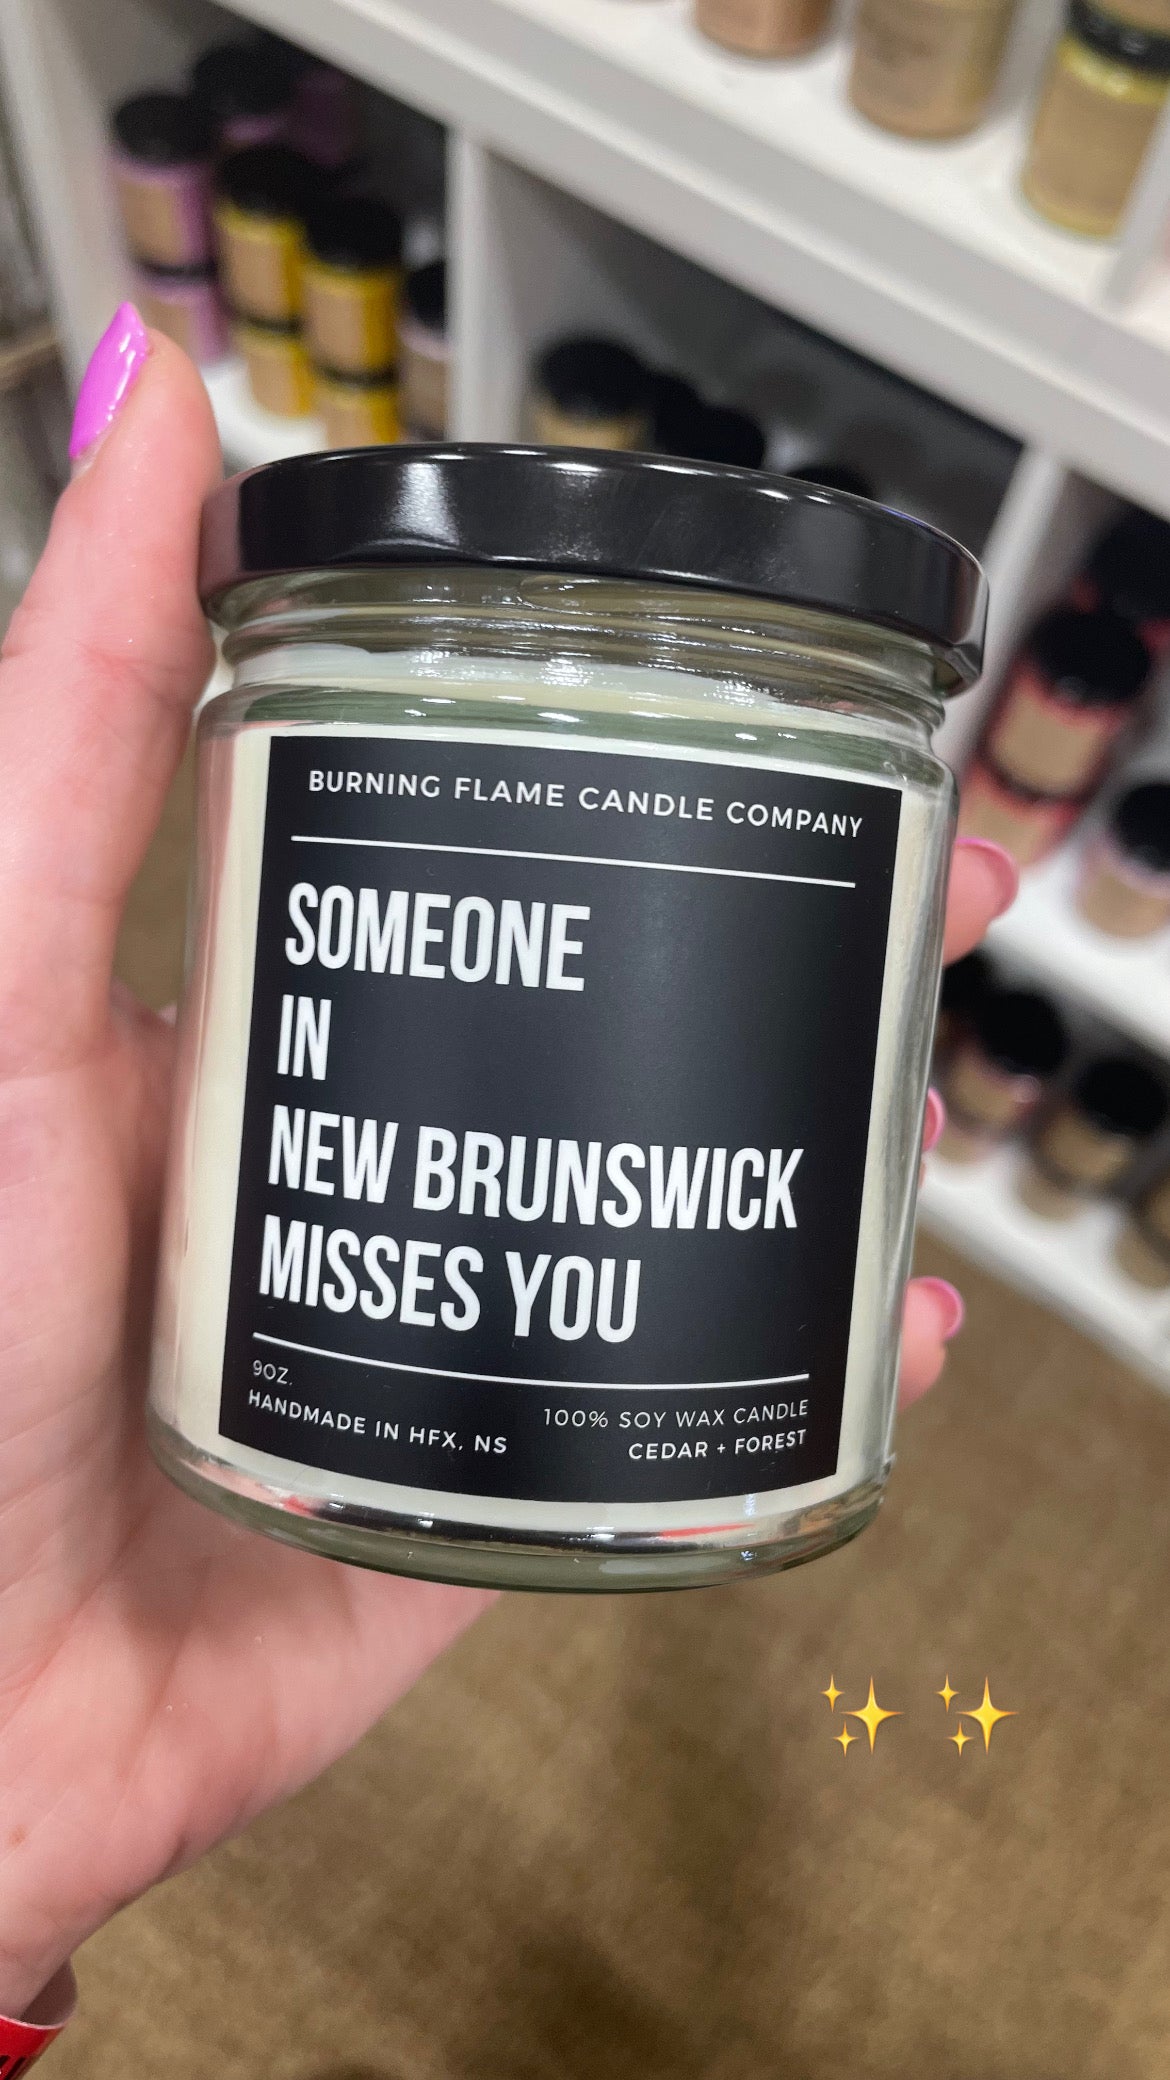 BURNING FLAME CANDLE COMPANY
SOMEONE
IN
NEW BRUNSWICK
MISSES YOU
9OZ.
HANDMADE IN HFX, NS
100% SOY WAX CANDLE
CEDAR + FOREST